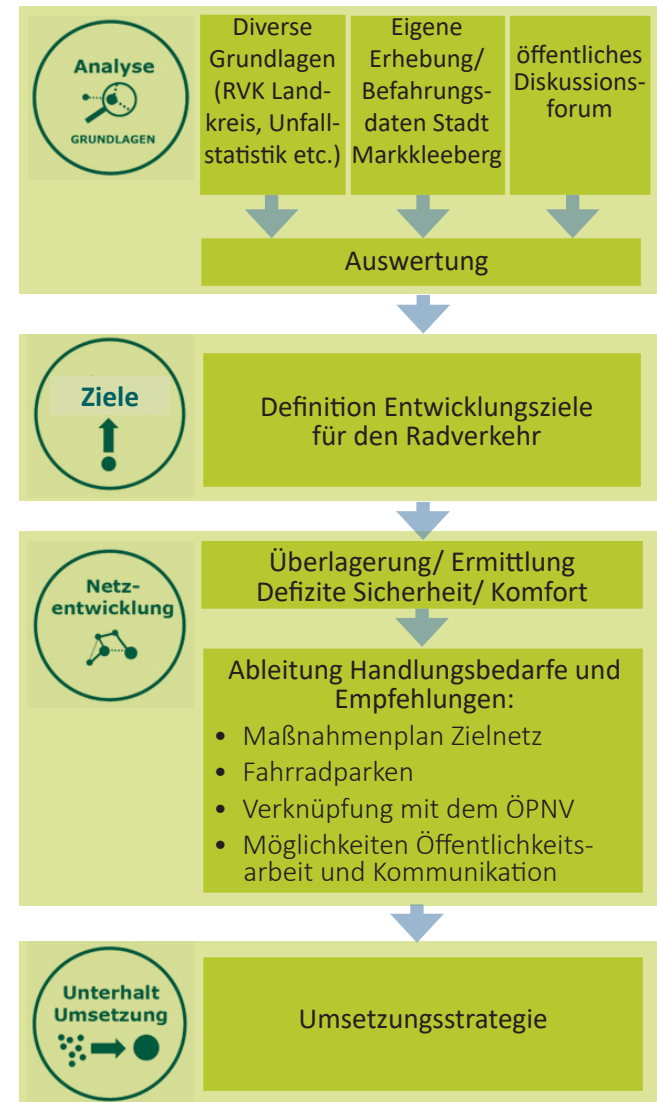 Analyse
GRUNDLAGEN
Diverse
Grundlagen
(RVK Land-
kreis, Unfall-
statistik etc.)
Eigene
Erhebung/
Befahrungs-
daten Stadt
Markkleeberg
öffentliches
Diskussions-
forum
Auswertung
Ziele
Definition Entwicklungsziele
für den Radverkehr
Netz-
entwicklung
Überlagerung/ Ermittlung
Defizite Sicherheit/ Komfort
Ableitung Handlungsbedarfe und
Empfehlungen:
• Maßnahmenplan Zielnetz
• Fahrradparken
• Verknüpfung mit dem ÖPNV
• Möglichkeiten Öffentlichkeits-
arbeit und Kommunikation
Unterhalt
Umsetzung
Umsetzungsstrategie